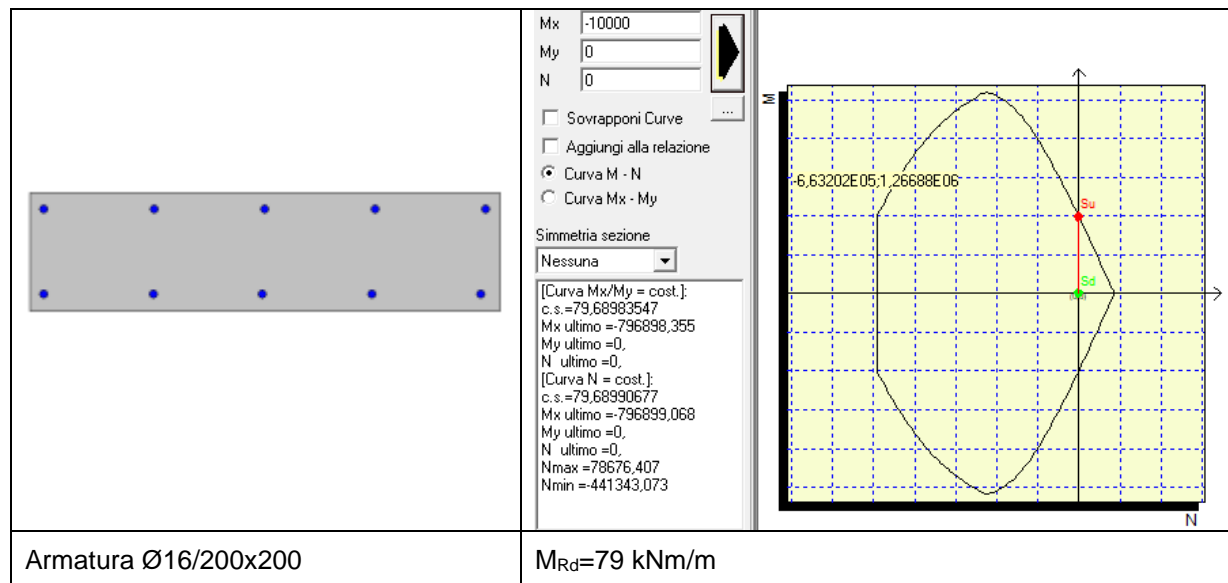 Mx -10000
My 0
N 0
...
Sovrapponi Curve
Aggiungi alla relazione
Curva M - N
Curva Mx - My
Simmetria sezione
Nessuna
[Curva Mx/My = cost.]:
c.s.=79,68983547
Mx ultimo =-796898,355
My ultimo =0,
N ultimo =0,
[Curva N = cost.]:
c.s.=79,68990677
Mx ultimo =-796899,068
My ultimo =0,
N ultimo =0,
Nmax =78676,407
Nmin =-441343,073
M
-6,63202E05;1,26688E06
Su
Sd
N
Armatura Ø16/200x200
MRd=79 kNm/m